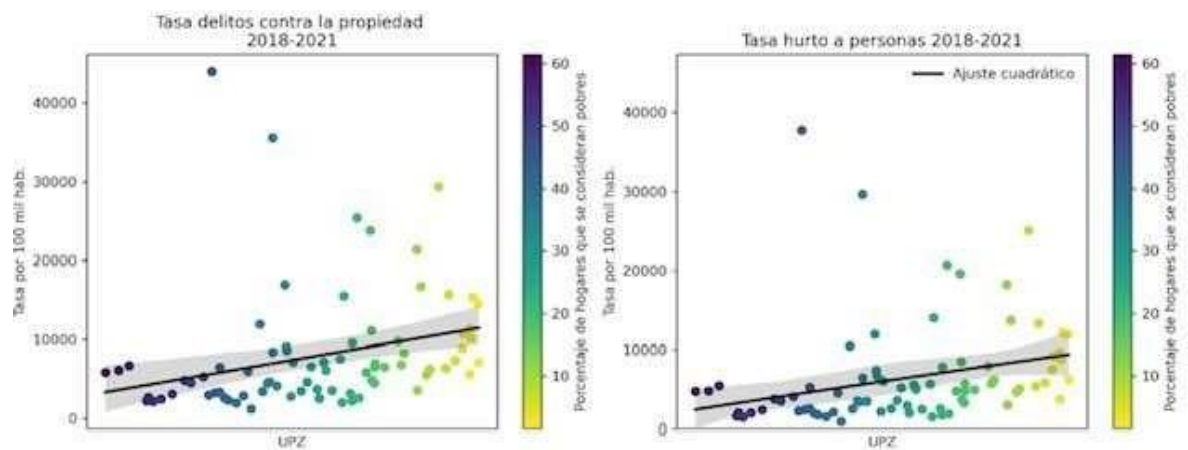 Tasa delitos contra la propiedad
2018-2021
Tasa por 100 mil hab.
40000
30000
20000
10000
0
UPZ
60
50
40
30
20
10
Porcentaje de hogares que se consideran pobres
Tasa hurto a personas 2018-2021
Ajuste cuadrático
Tasa por 100 mil hab.
40000
30000
20000
10000
0
UPZ
60
50
40
30
20
10
Porcentaje de hogares que se consideran pobres